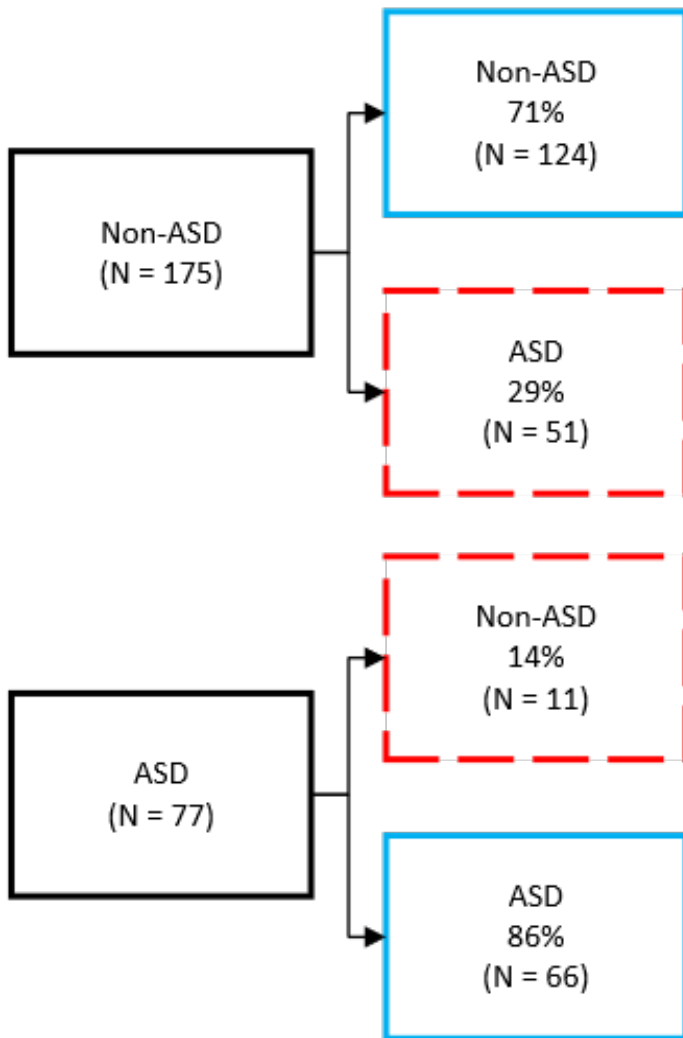 Non-ASD
(N = 175)
Non-ASD
71%
(N = 124)
ASD
29%
(N = 51)
ASD
(N = 77)
Non-ASD
14%
(N = 11)
ASD
86%
(N = 66)